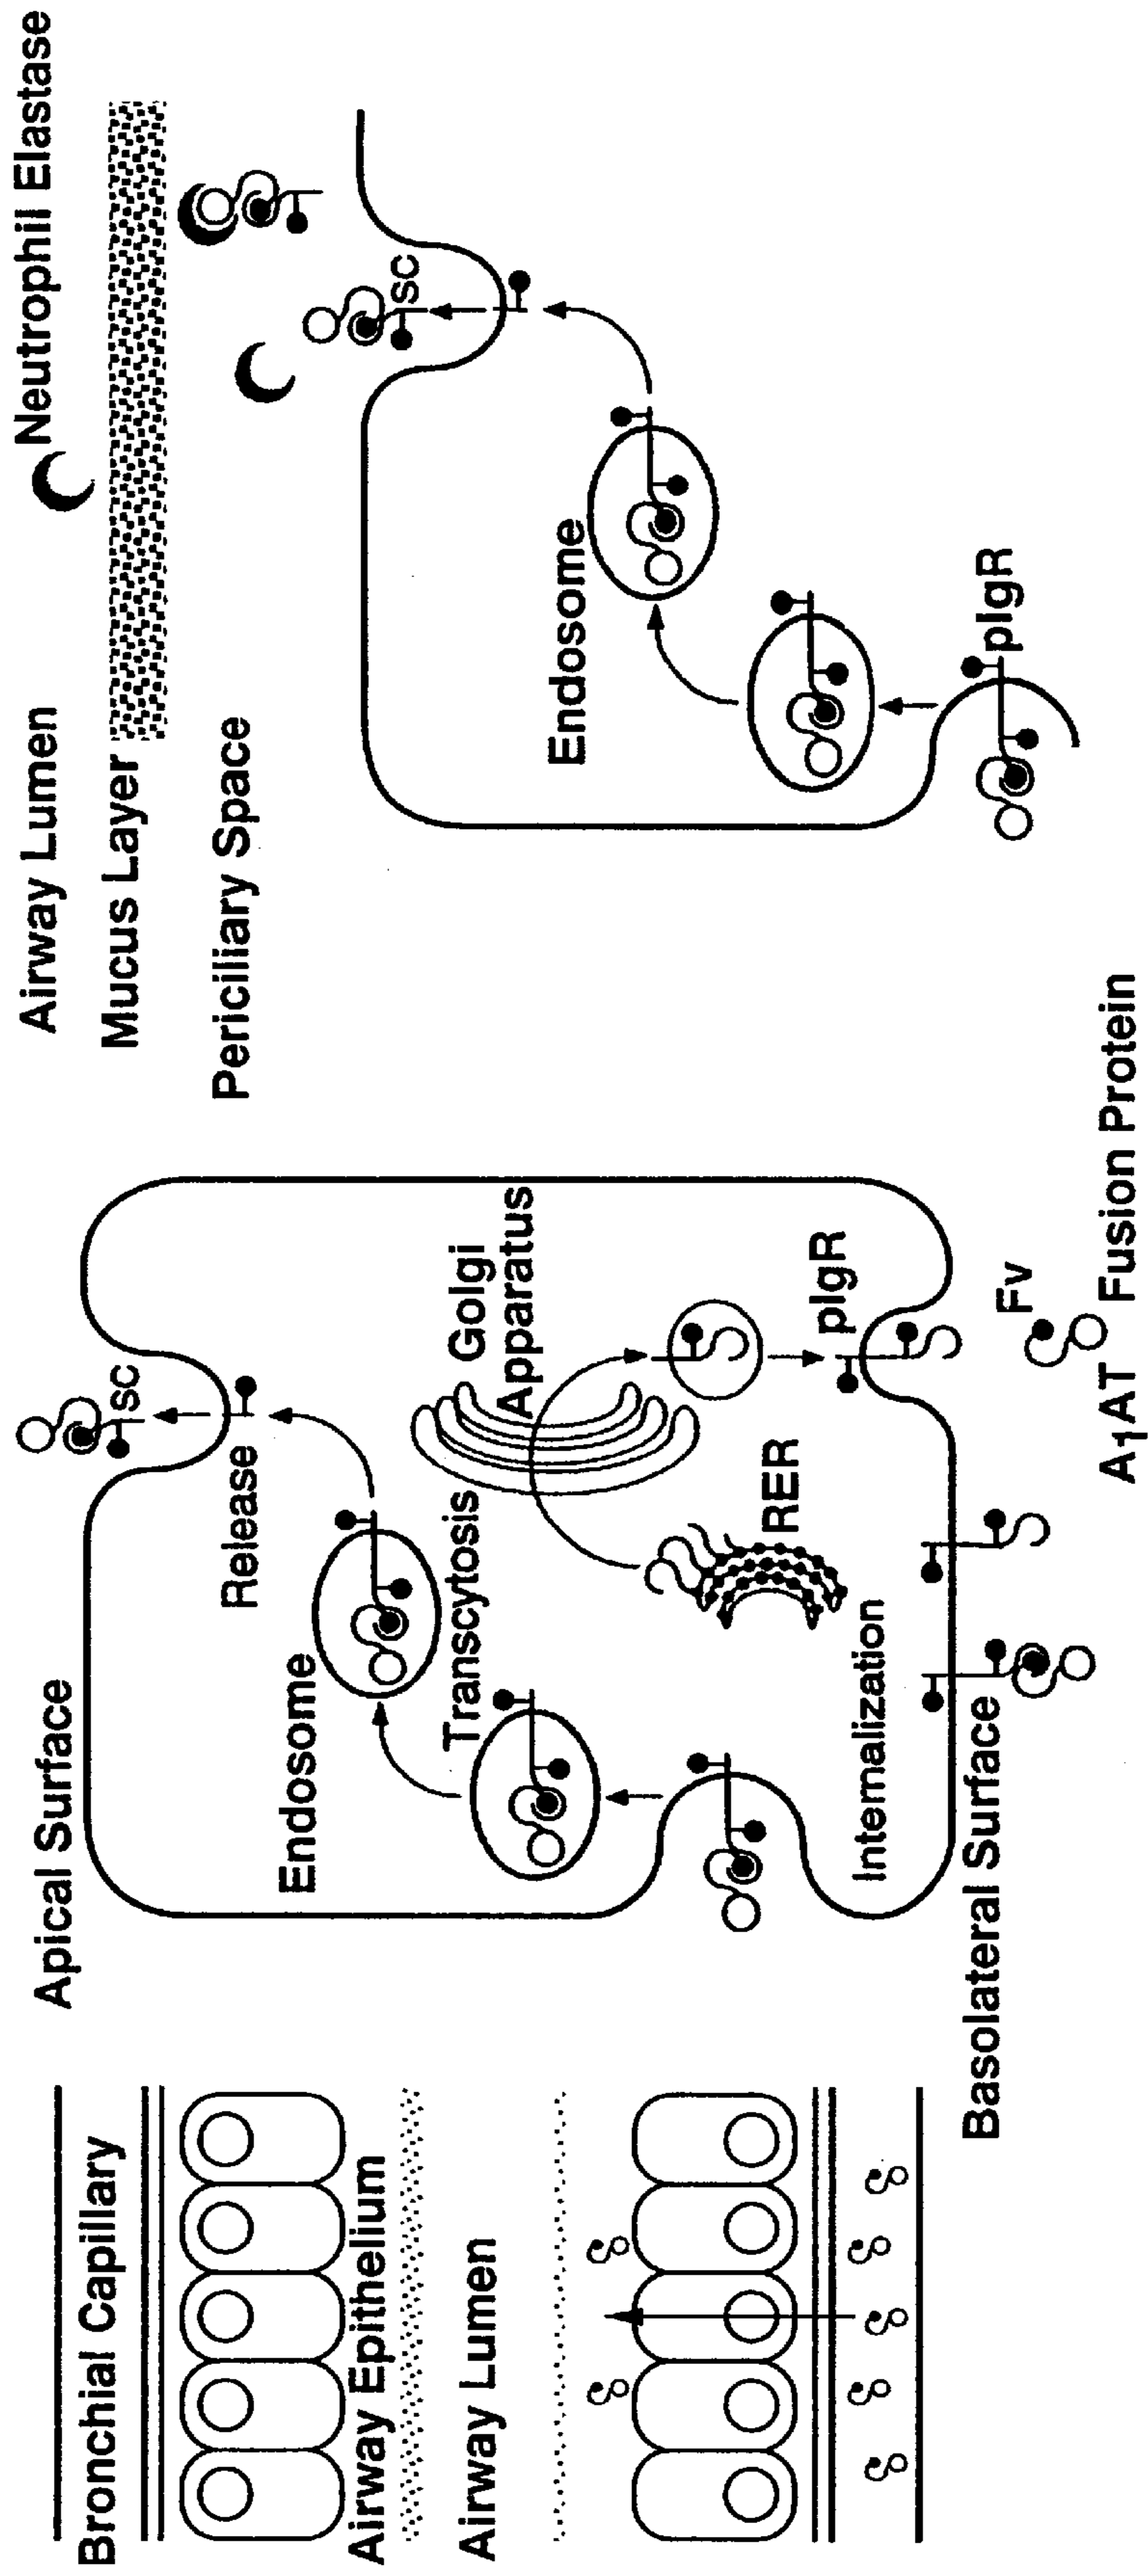 Bronchial Capillary
Airway Epithelium
Airway Lumen
Apical Surface
SC
Release
Endosome
Transcytosis
Golgi
Apparatus
RER
pIgR
Internalization
Basolateral Surface
Fv
A1AT Fusion Protein
Airway Lumen
Neutrophil Elastase
Mucus Layer
Periciliary Space
SC
Endosome
pIgR